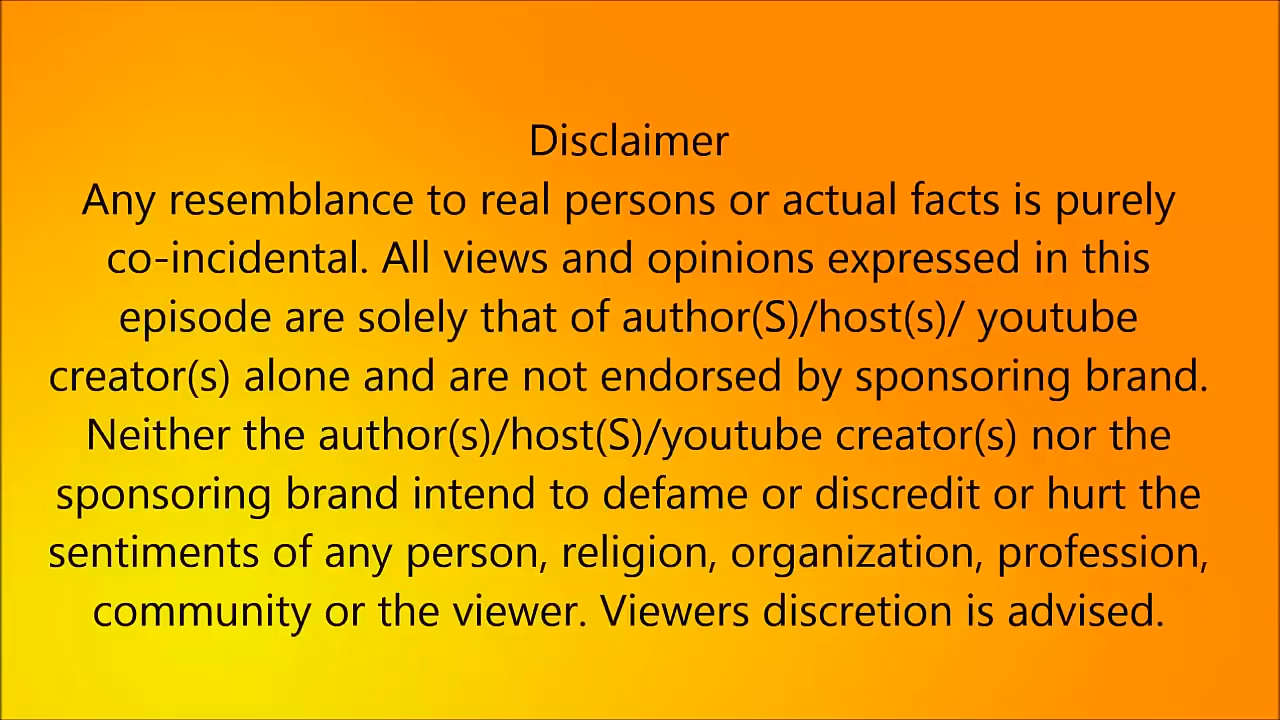 Disclaimer
Any resemblance to real persons or actual facts is purely
co-incidental. All views and opinions expressed in this
episode are solely that of author(S)/host(s)/ youtube
creator(s) alone and are not endorsed by sponsoring brand.
Neither the author(s)/host(S)/youtube creator(s) nor the
sponsoring brand intend to defame or discredit or hurt the
sentiments of any person, religion, organization, profession,
community or the viewer. Viewers discretion is advised.